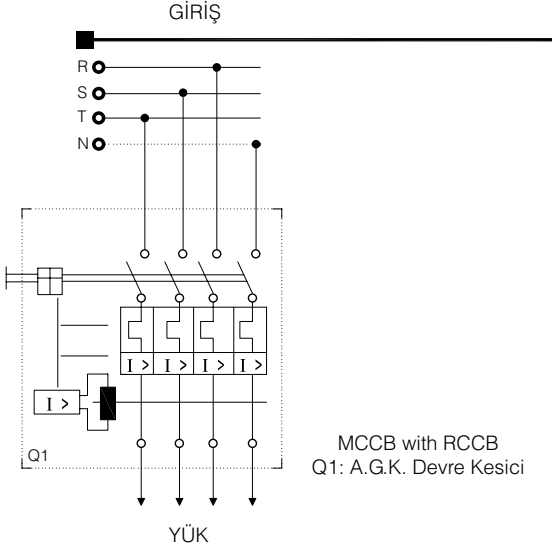 GİRİŞ
R
S
T
N
I > I > I > I >
I >
Q1
MCCB with RCCB
Q1: A.G.K. Devre Kesici
YÜK